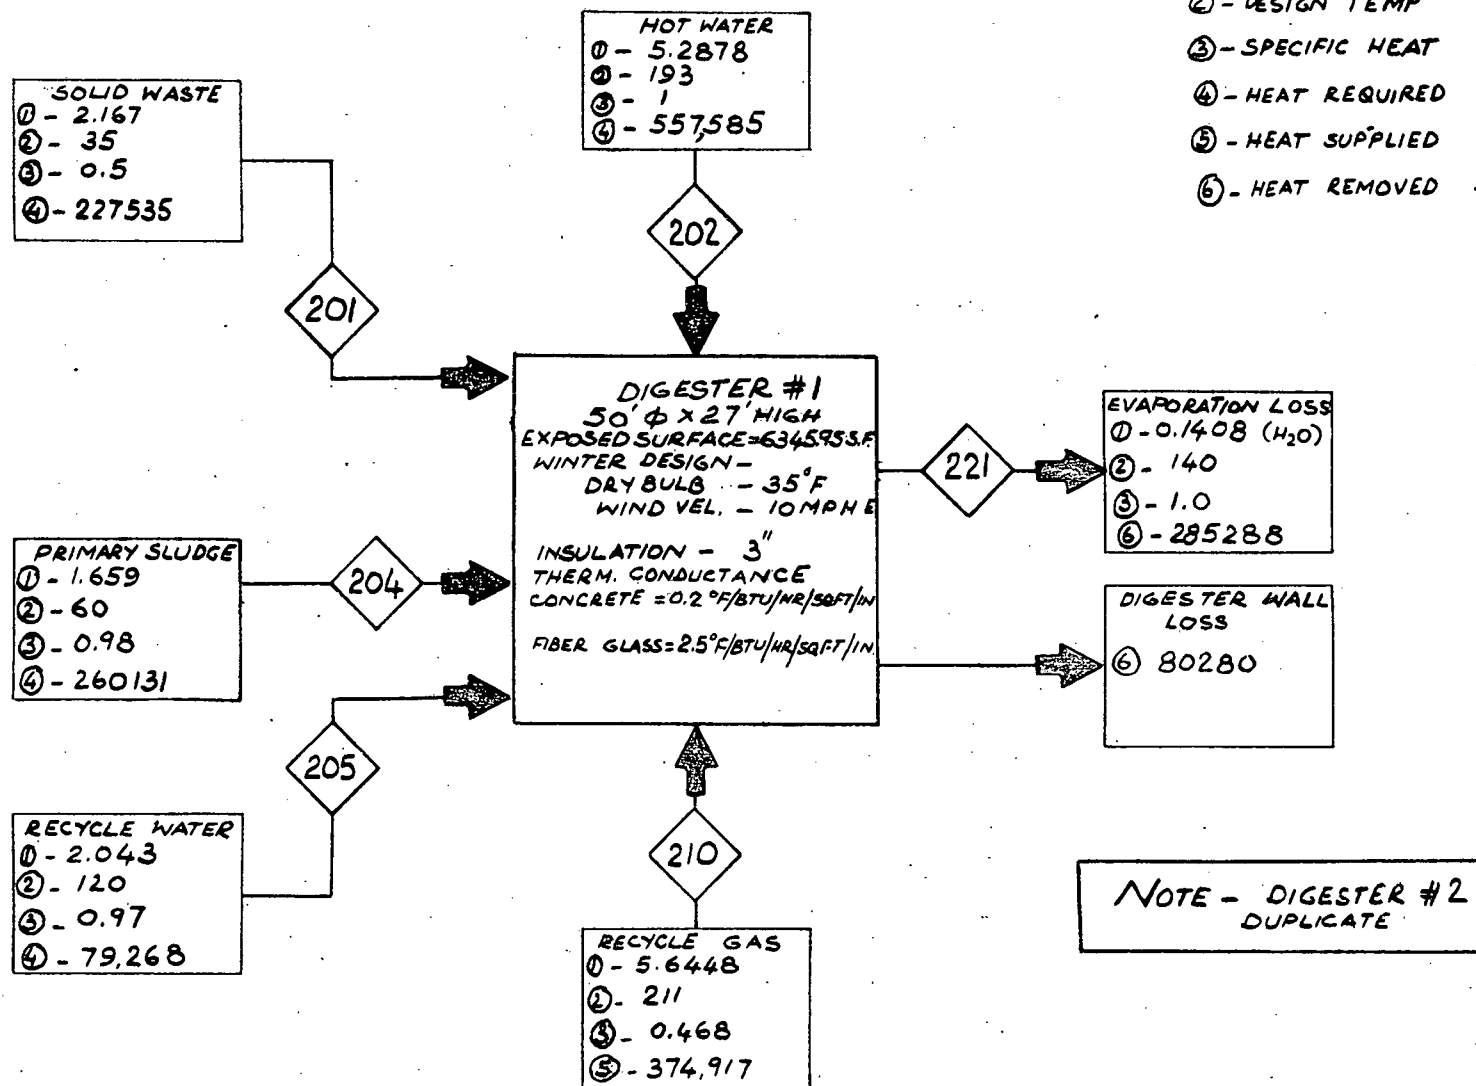 ② - DESIGN TEMP
③ - SPECIFIC HEAT
④ - HEAT REQUIRED
⑤ - HEAT SUPPLIED
⑥ - HEAT REMOVED
HOT WATER
① - 5.2878
② - 193
③ - 1
④ - 557,585
SOLID WASTE
① - 2.167
② - 35
③ - 0.5
④ - 227535
202
201
DIGESTER #1
50' ⌀ X 27' HIGH
EXPOSED SURFACE = 6345.95 S.F.
WINTER DESIGN -
DRY BULB - 35°F
WIND VEL. - 10 MPH E
INSULATION - 3"
THERM. CONDUCTANCE
CONCRETE = 0.2 °F/BTU/HR/SQFT/IN
FIBER GLASS = 2.5°F/BTU/HR/SQFT/IN.
221
EVAPORATION LOSS
① - 0.1408 (H₂O)
② - 140
③ - 1.0
⑥ - 285288
PRIMARY SLUDGE
① - 1.659
② - 60
③ - 0.98
④ - 260131
204
DIGESTER WALL
LOSS
⑥ 80280
205
RECYCLE WATER
① - 2.043
② - 120
③ - 0.97
④ - 79,268
210
RECYCLE GAS
① - 5.6448
② - 211
③ - 0.468
⑤ - 374,917
NOTE - DIGESTER #2
DUPLICATE